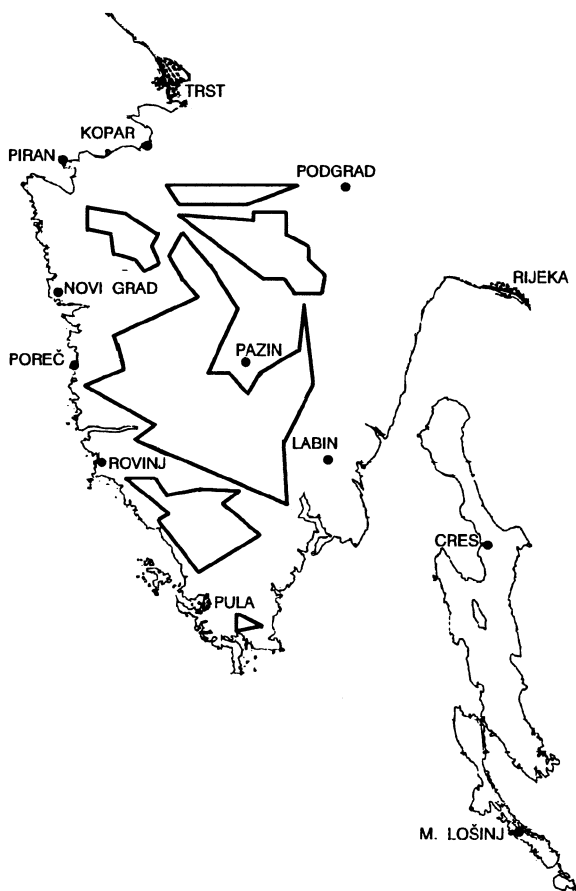 TRST
KOPAR
PIRAN
PODGRAD
NOVI GRAD
RIJEKA
POREČ
PAZIN
LABIN
ROVINJ
CRES
PULA
M. LOŠINJ